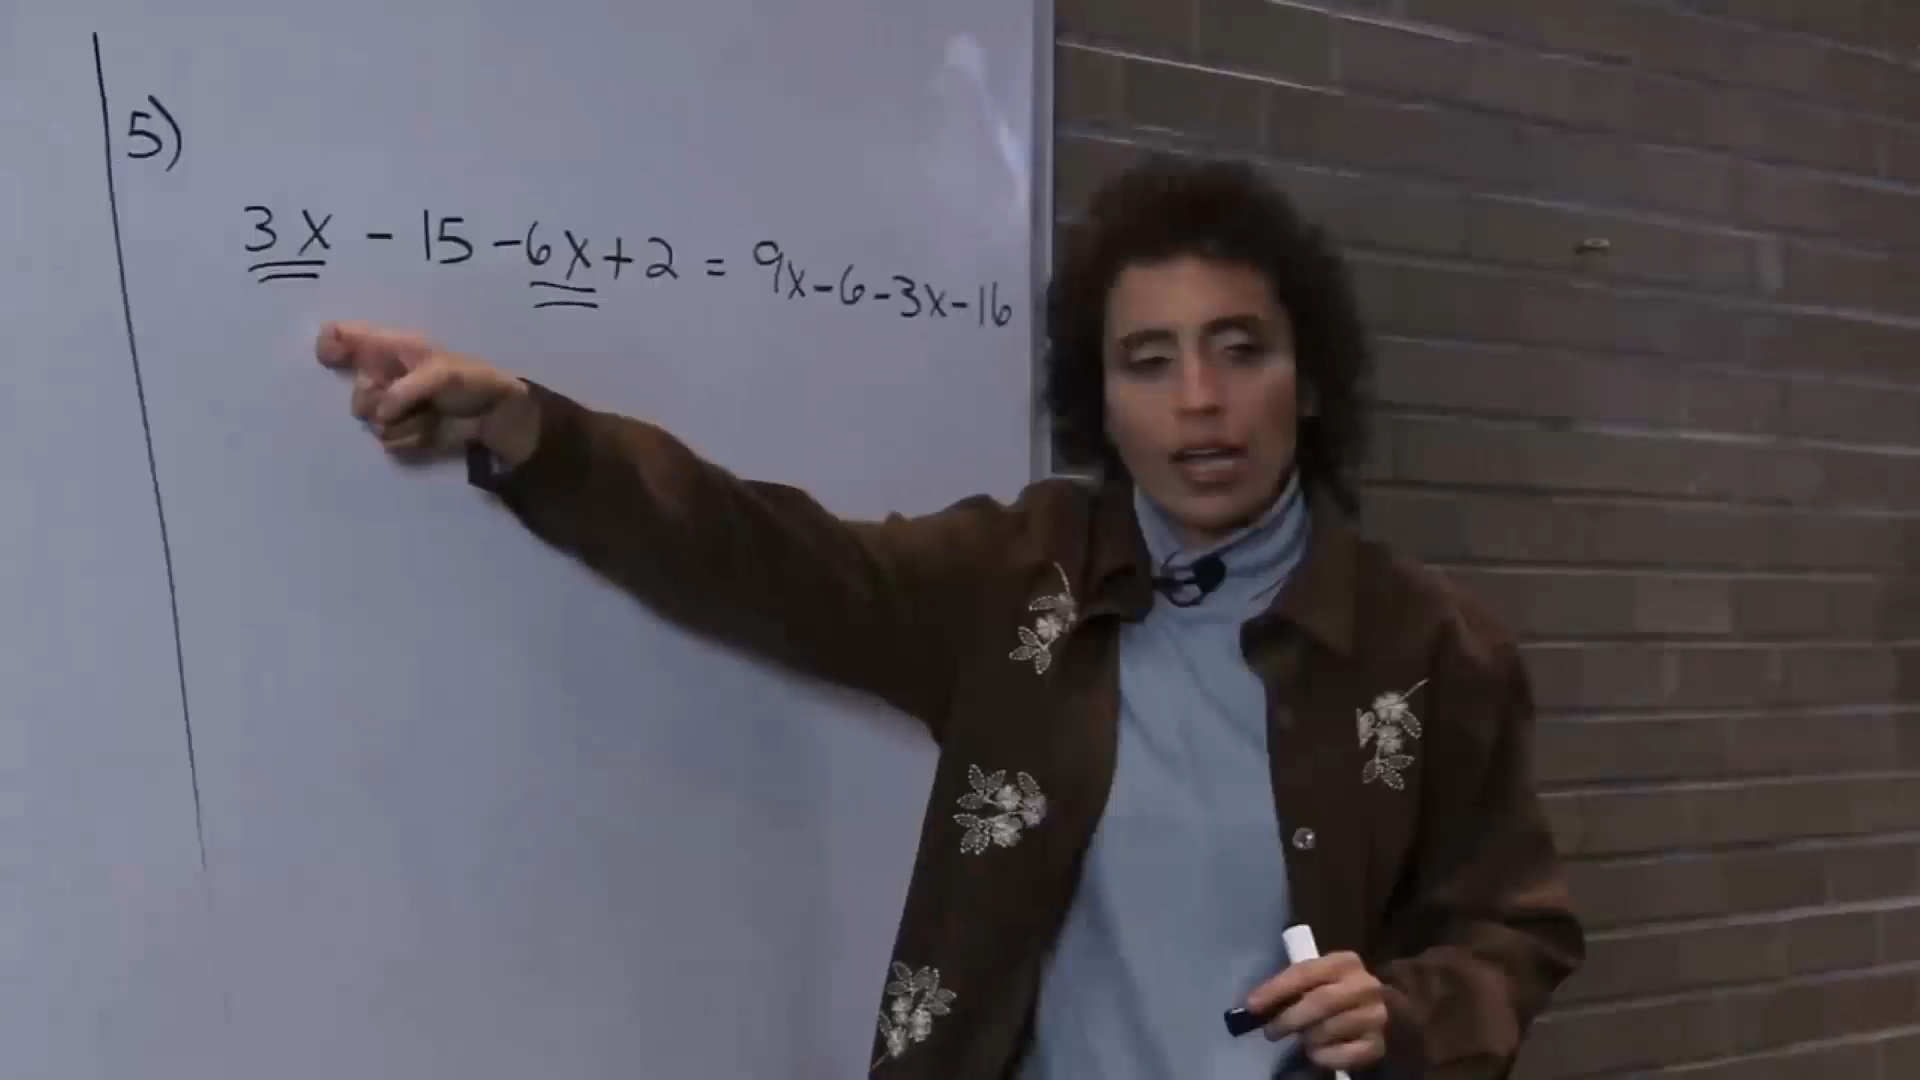 5)
3x - 15 - 6x + 2 = 9x - 6 - 3x - 16